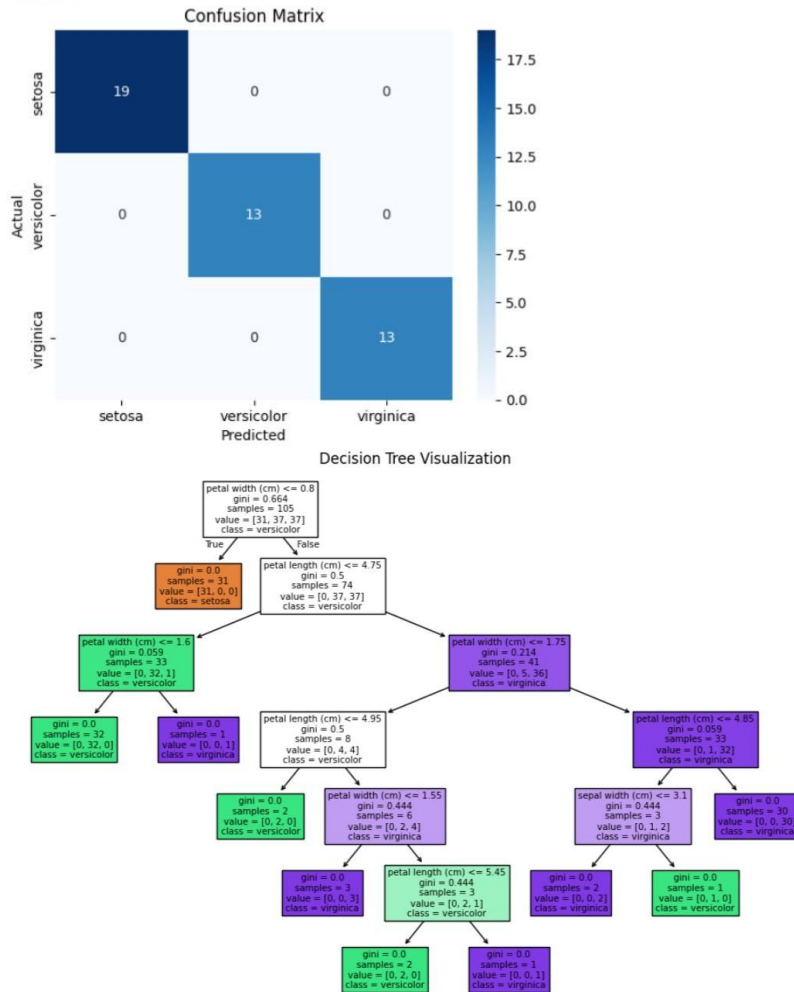 Confusion Matrix
setosa
versicolor
virginica
Actual
19 0 0
0 13 0
0 0 13
setosa versicolor virginica
Predicted
17.5
15.0
12.5
10.0
7.5
5.0
2.5
0.0
Decision Tree Visualization
petal width (cm) <= 0.8
gini = 0.664
samples = 105
value = [31, 37, 37]
class = versicolor
True
False
gini = 0.0
samples = 31
value = [31, 0, 0]
class = setosa
petal length (cm) <= 4.75
gini = 0.5
samples = 74
value = [0, 37, 37]
class = versicolor
petal width (cm) <= 1.6
gini = 0.059
samples = 33
value = [0, 32, 1]
class = versicolor
petal width (cm) <= 1.75
gini = 0.214
samples = 41
value = [0, 5, 36]
class = virginica
gini = 0.0
samples = 32
value = [0, 32, 0]
class = versicolor
gini = 0.0
samples = 1
value = [0, 0, 1]
class = virginica
petal length (cm) <= 4.95
gini = 0.5
samples = 8
value = [0, 4, 4]
class = versicolor
petal length (cm) <= 4.85
gini = 0.059
samples = 33
value = [0, 1, 32]
class = virginica
gini = 0.0
samples = 2
value = [0, 2, 0]
class = versicolor
petal width (cm) <= 1.55
gini = 0.444
samples = 6
value = [0, 2, 4]
class = virginica
sepal width (cm) <= 3.1
gini = 0.444
samples = 3
value = [0, 1, 2]
class = virginica
gini = 0.0
samples = 30
value = [0, 0, 30]
class = virginica
gini = 0.0
samples = 3
value = [0, 0, 3]
class = virginica
petal length (cm) <= 5.45
gini = 0.444
samples = 3
value = [0, 2, 1]
class = versicolor
gini = 0.0
samples = 2
value = [0, 0, 2]
class = virginica
gini = 0.0
samples = 1
value = [0, 1, 0]
class = versicolor
gini = 0.0
samples = 2
value = [0, 2, 0]
class = versicolor
gini = 0.0
samples = 1
value = [0, 0, 1]
class = virginica